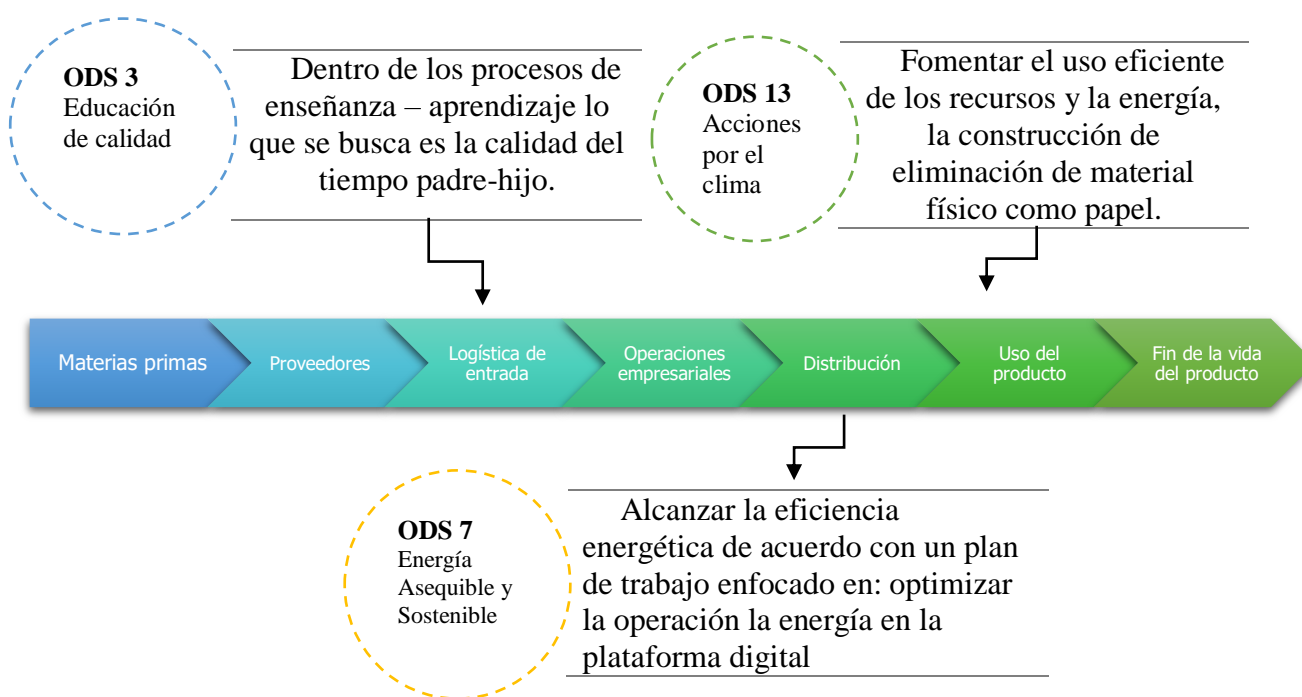 ODS 3
Educación
de calidad
Dentro de los procesos de
enseñanza – aprendizaje lo
que se busca es la calidad del
tiempo padre-hijo.
ODS 13
Acciones
por el
clima
Fomentar el uso eficiente
de los recursos y la energía,
la construcción de
eliminación de material
físico como papel.
Materias primas
Proveedores
Logística de
entrada
Operaciones
empresariales
Distribución
Uso del
producto
Fin de la vida
del producto
ODS 7
Energía
Asequible y
Sostenible
Alcanzar la eficiencia
energética de acuerdo con un plan
de trabajo enfocado en: optimizar
la operación la energía en la
plataforma digital